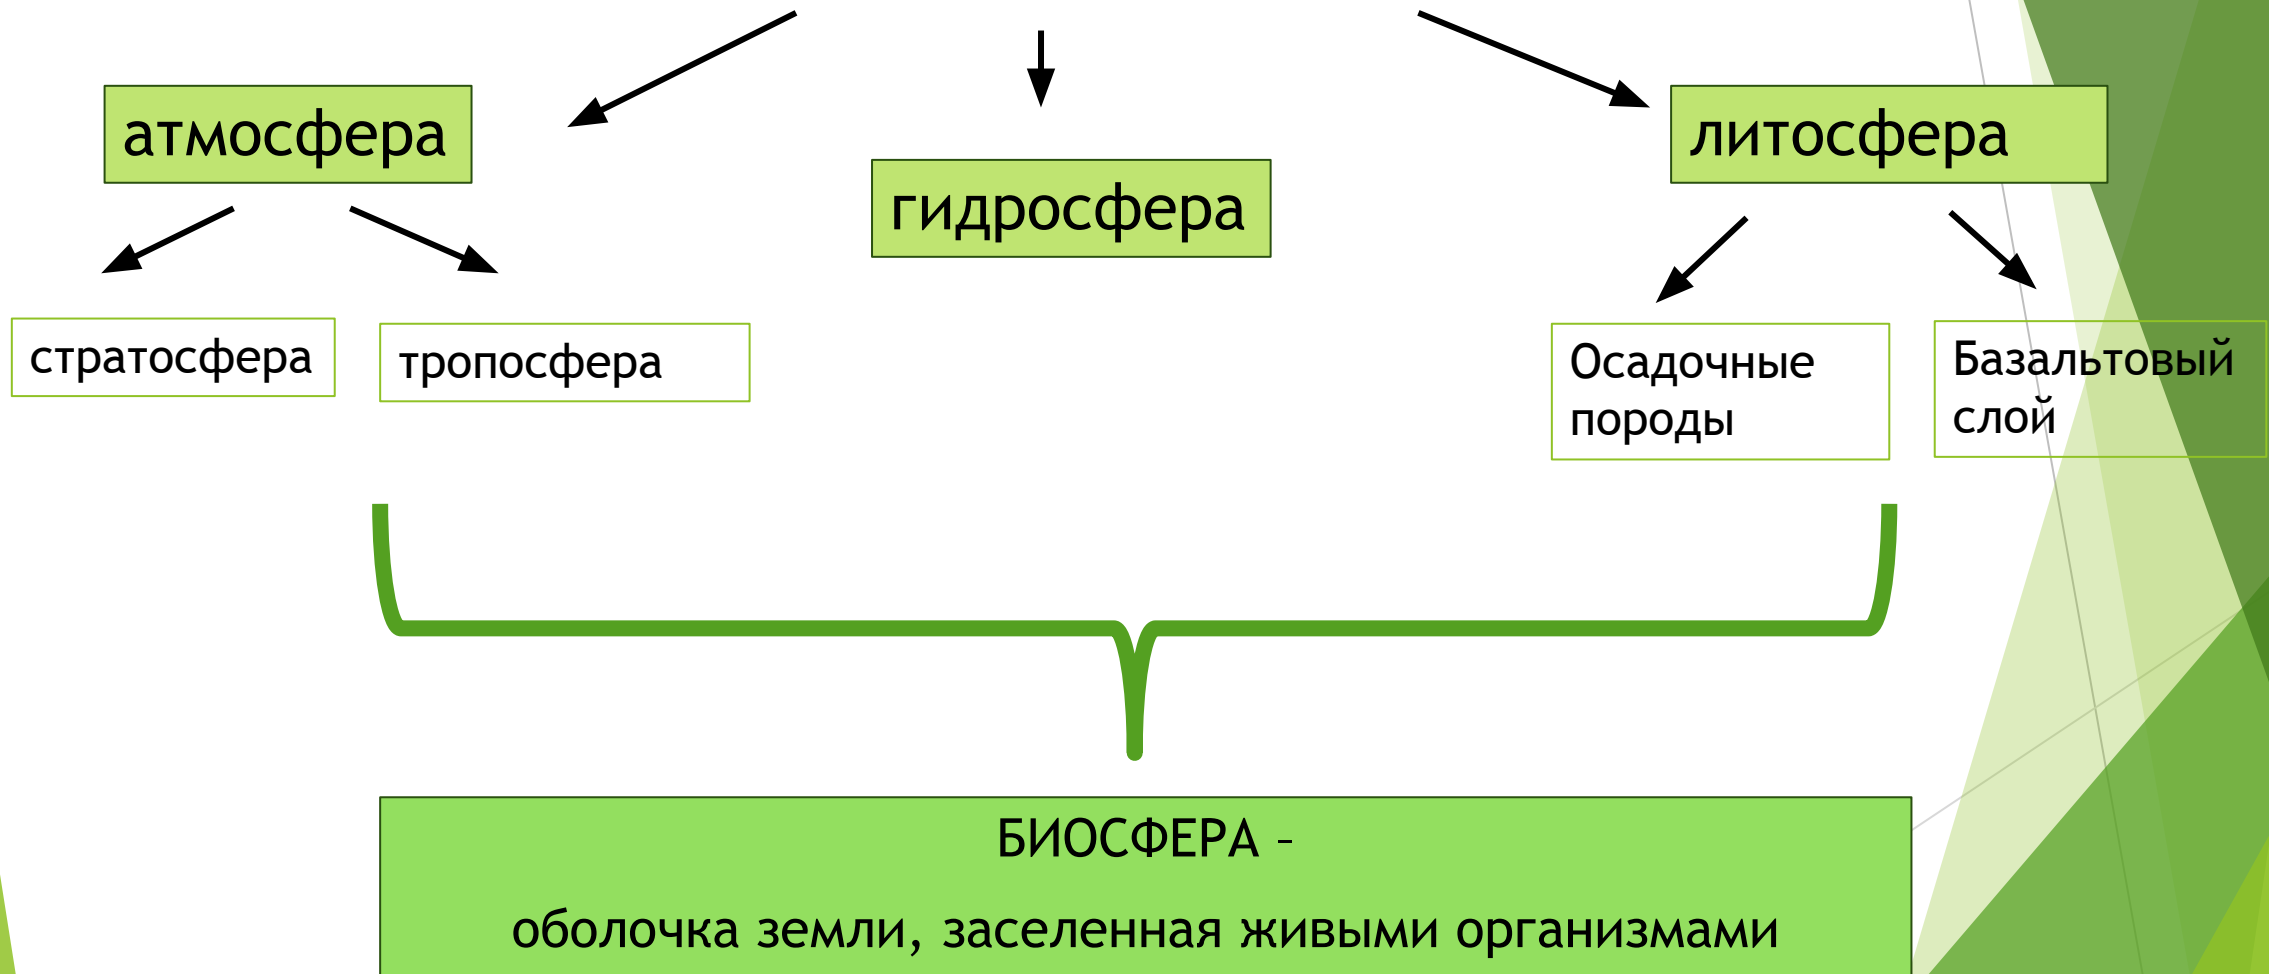 атмосфера
гидросфера
литосфера
стратосфера
тропосфера
Осадочные
породы
Базальтовый
слой
БИОСФЕРА –
оболочка земли, заселенная живыми организмами